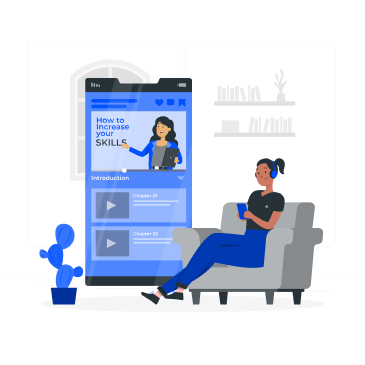 How to
Increase
your
SKILLS
Introduction
Chapter 01
Chapter 02